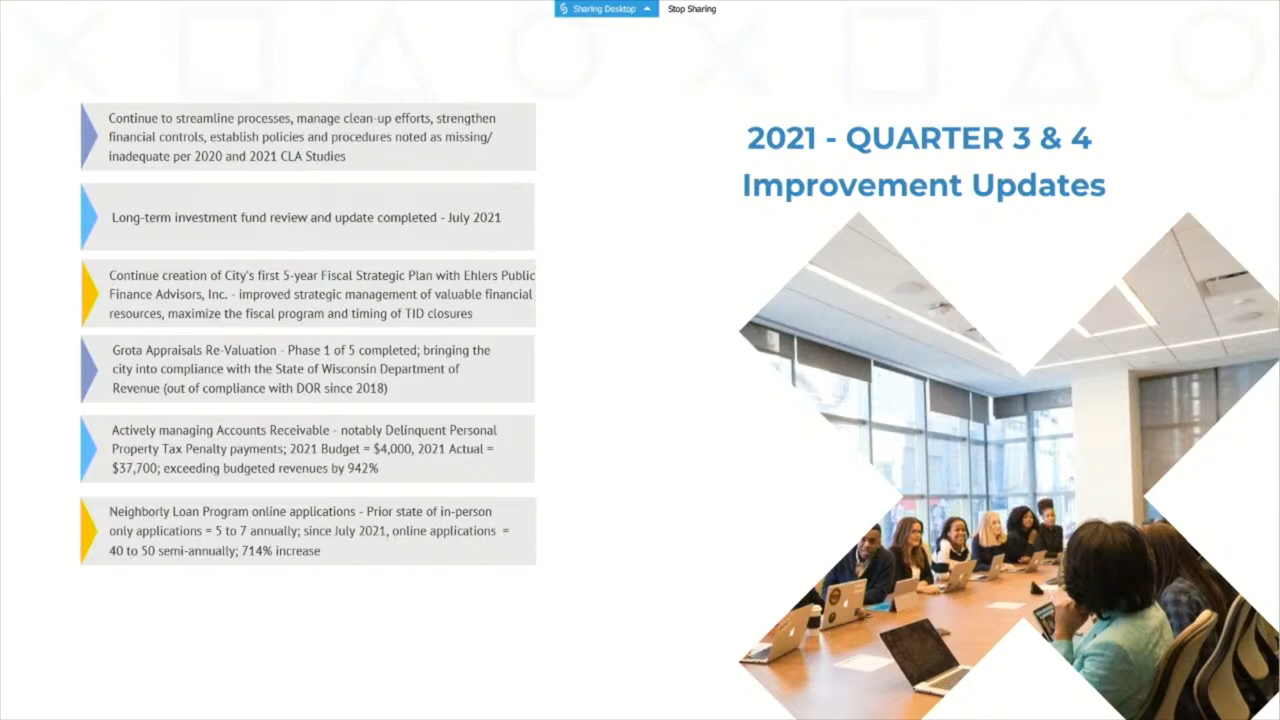 Sharing Desktop
Stop Sharing
Continue to streamline processes, manage clean-up efforts, strengthen
financial controls, establish policies and procedures noted as missing/
inadequate per 2020 and 2021 CLA Studies
Long-term investment fund review and update completed - July 2021
Continue creation of City's first 5-year Fiscal Strategic Plan with Ehlers Public
Finance Advisors, Inc. - improved strategic management of valuable financial
resources, maximize the fiscal program and timing of TID closures
Grota Appraisals Re-Valuation - Phase 1 of 5 completed; bringing the
city into compliance with the State of Wisconsin Department of
Revenue (out of compliance with DOR since 2018)
Actively managing Accounts Receivable - notably Delinquent Personal
Property Tax Penalty payments; 2021 Budget = $4,000, 2021 Actual =
$37,700; exceeding budgeted revenues by 942%
Neighborly Loan Program online applications - Prior state of in-person
only applications = 5 to 7 annually; since July 2021, online applications =
40 to 50 semi-annually; 714% increase
2021 - QUARTER 3 & 4
Improvement Updates